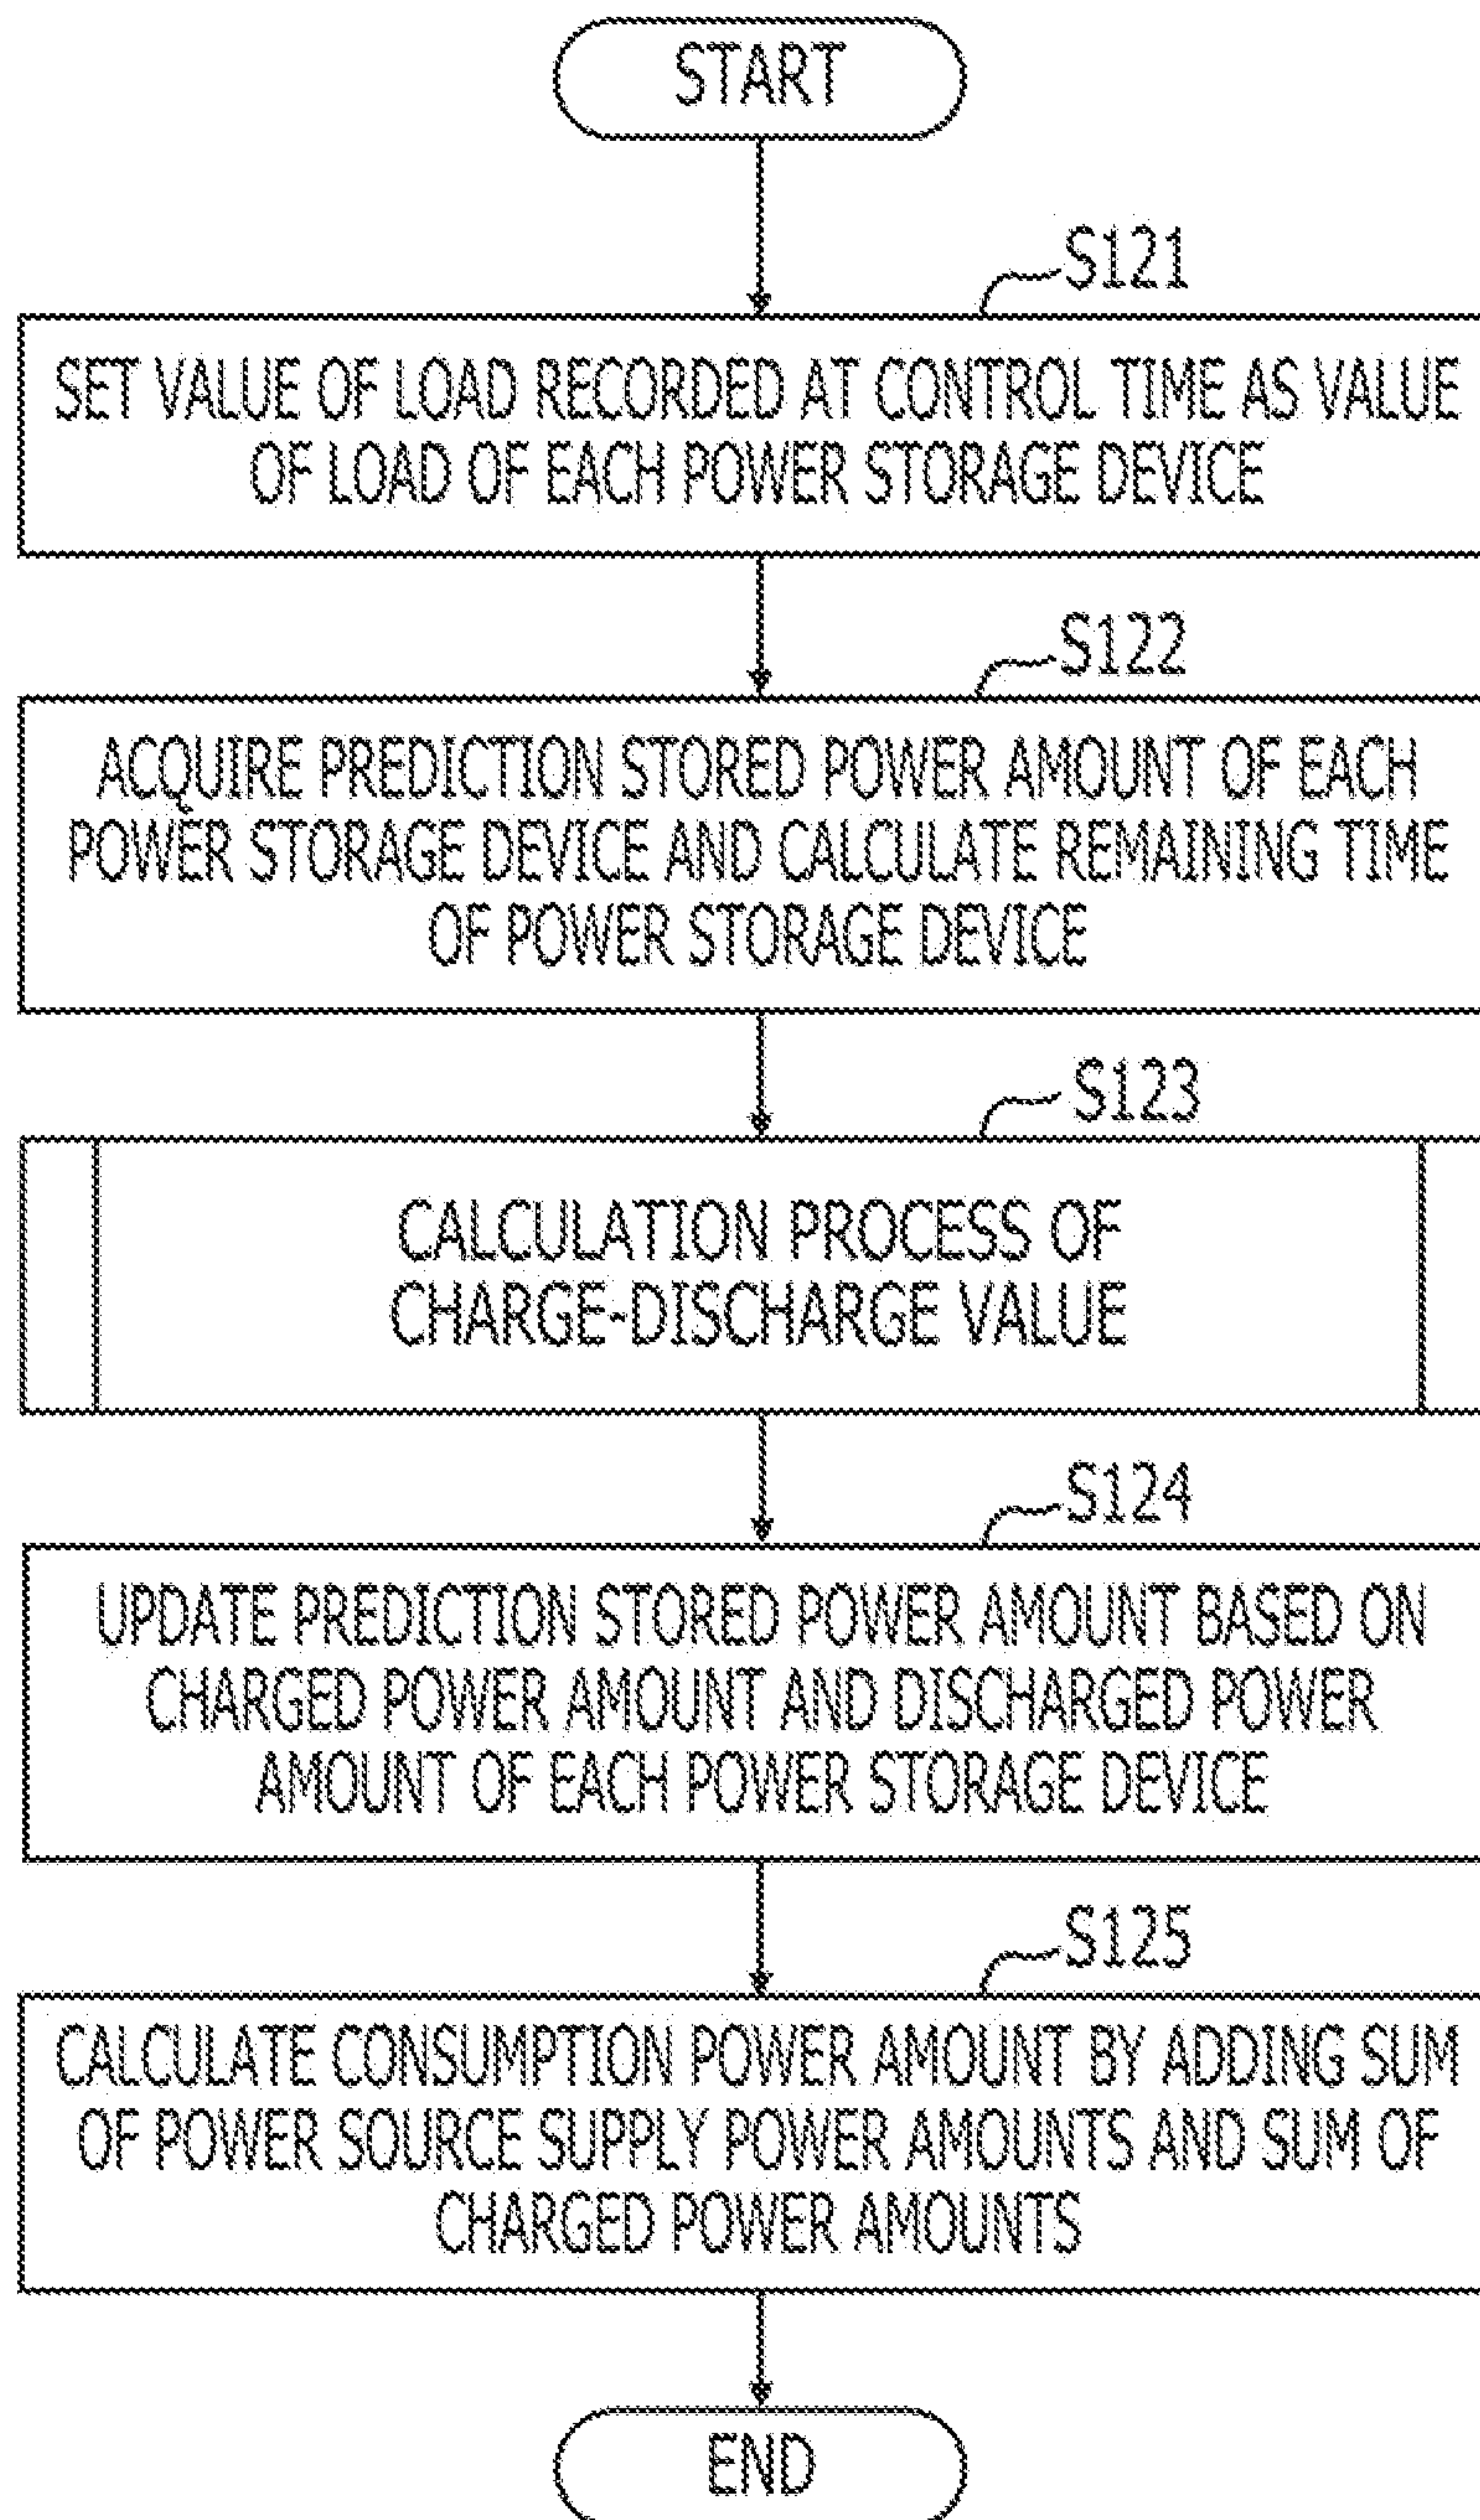 START
S121
SET VALUE OF LOAD RECORDED AT CONTROL TIME AS VALUE
OF LOAD OF EACH POWER STORAGE DEVICE
S122
ACQUIRE PREDICTION STORED POWER AMOUNT OF EACH
POWER STORAGE DEVICE AND CALCULATE REMAINING TIME
OF POWER STORAGE DEVICE
S123
CALCULATION PROCESS OF
CHARGE-DISCHARGE VALUE
S124
UPDATE PREDICTION STORED POWER AMOUNT BASED ON
CHARGED POWER AMOUNT AND DISCHARGED POWER
AMOUNT OF EACH POWER STORAGE DEVICE
S125
CALCULATE CONSUMPTION POWER AMOUNT BY ADDING SUM
OF POWER SOURCE SUPPLY POWER AMOUNTS AND SUM OF
CHARGED POWER AMOUNTS
END